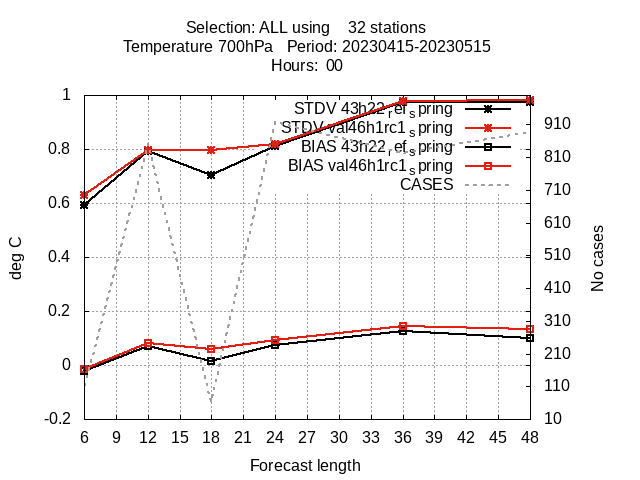 Selection: ALL using 32 stations
Temperature 700hPa Period: 20230415-20230515
Hours: 00
STDV 43h22_ref_spring
STDV val46h1rc1_spring
BIAS 43h22_ref_spring
BIAS val46h1rc1_spring
CASES
1
0.8
0.6
0.4
0.2
0
-0.2
deg C
910
810
710
610
510
410
310
210
110
10
No cases
6 9 12 15 18 21 24 27 30 33 36 39 42 45 48
Forecast length